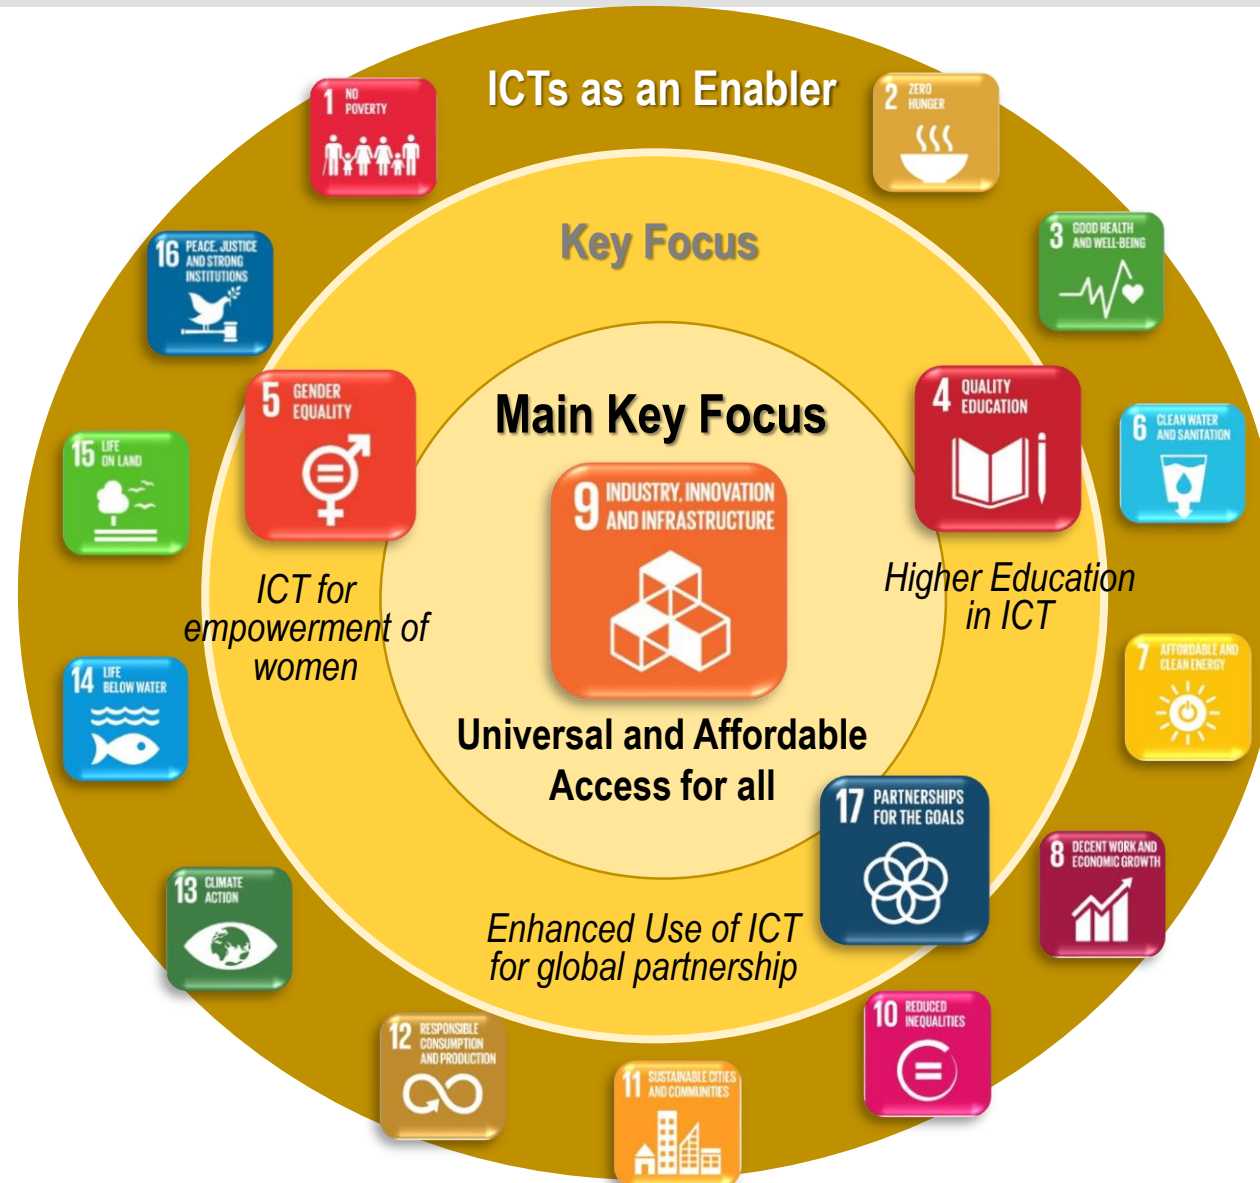 ICTs as an Enabler
1 NO
POVERTY
2 ZERO
HUNGER
Key Focus
3 GOOD HEALTH
AND WELL-BEING
16 PEACE, JUSTICE
AND STRONG
INSTITUTIONS
5 GENDER
EQUALITY
Main Key Focus
4 QUALITY
EDUCATION
6 CLEAN WATER
AND SANITATION
15 LIFE
ON LAND
9 INDUSTRY, INNOVATION
AND INFRASTRUCTURE
ICT for
empowerment of
women
Higher Education
in ICT
7 AFFORDABLE AND
CLEAN ENERGY
14 LIFE
BELOW WATER
Universal and Affordable
Access for all
17 PARTNERSHIPS
FOR THE GOALS
8 DECENT WORK AND
ECONOMIC GROWTH
13 CLIMATE
ACTION
Enhanced Use of ICT
for global partnership
10 REDUCED
INEQUALITIES
12 RESPONSIBLE
CONSUMPTION
AND PRODUCTION
11 SUSTAINABLE CITIES
AND COMMUNITIES